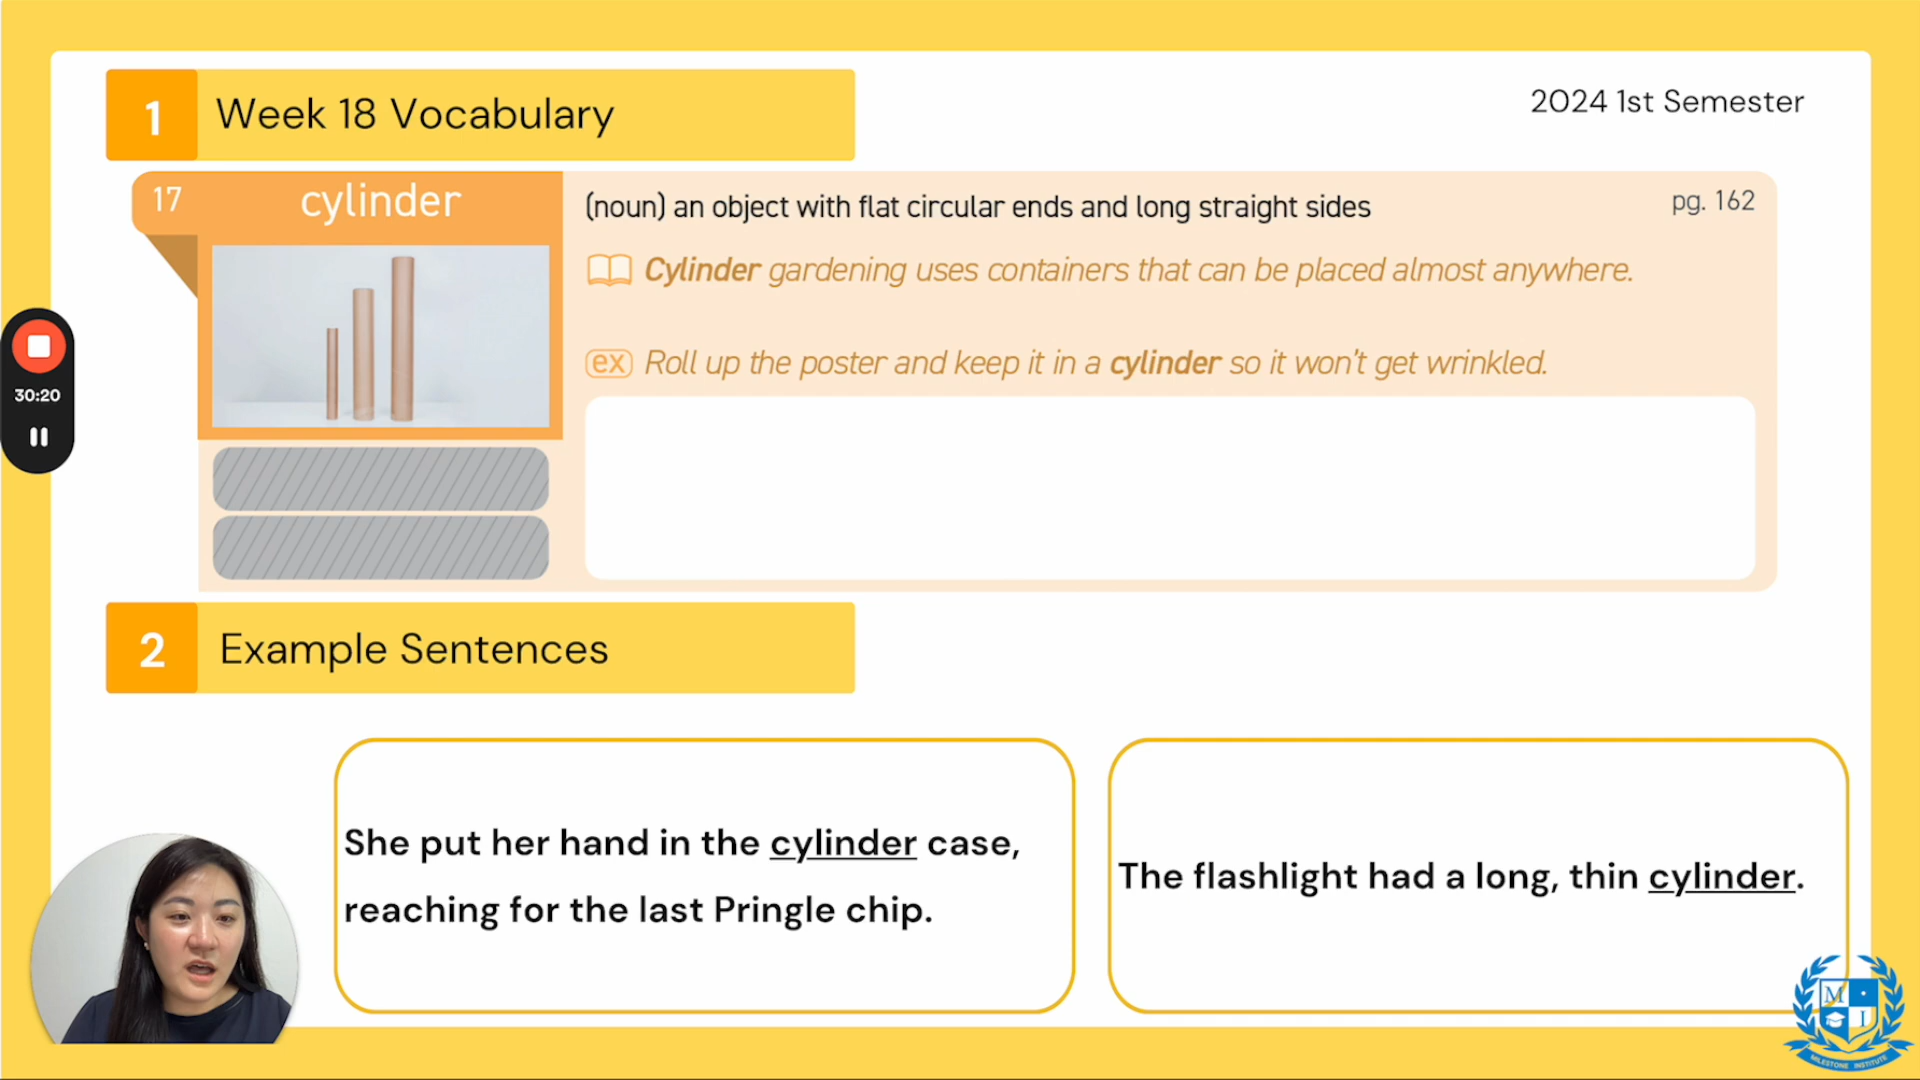 1 Week 18 Vocabulary
2024 1st Semester
17 cylinder
(noun) an object with flat circular ends and long straight sides
pg. 162
Cylinder gardening uses containers that can be placed almost anywhere.
ex Roll up the poster and keep it in a cylinder so it won't get wrinkled.
30:20
2 Example Sentences
She put her hand in the cylinder case,
reaching for the last Pringle chip.
The flashlight had a long, thin cylinder.
M
I
MILESTONE INSTITUTE